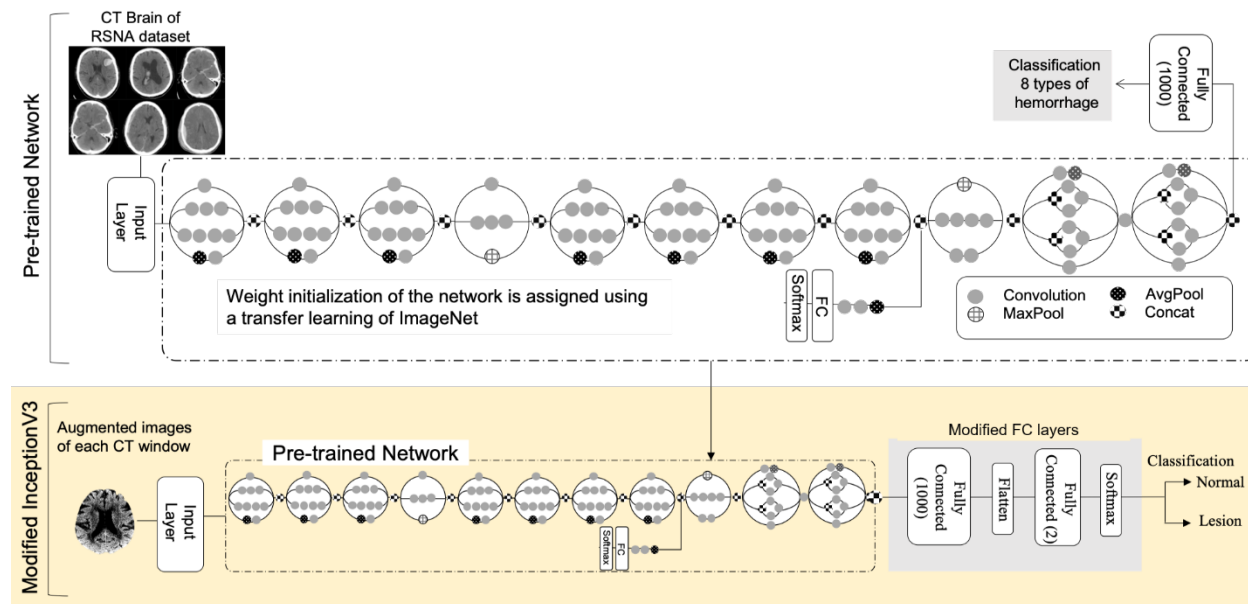 Pre-trained Network
CT Brain of
RSNA dataset
Input
Layer
Classification
8 types of
hemorrhage
Fully
Connected
(1000)
Weight initialization of the network is assigned using
a transfer learning of ImageNet
Softmax
FC
Convolution
AvgPool
MaxPool
Concat
Modified InceptionV3
Augmented images
of each CT window
Input
Layer
Pre-trained Network
Softmax
FC
Modified FC layers
Fully
Connected
(1000)
Flatten
Fully
Connected (2)
Softmax
Classification
Normal
Lesion